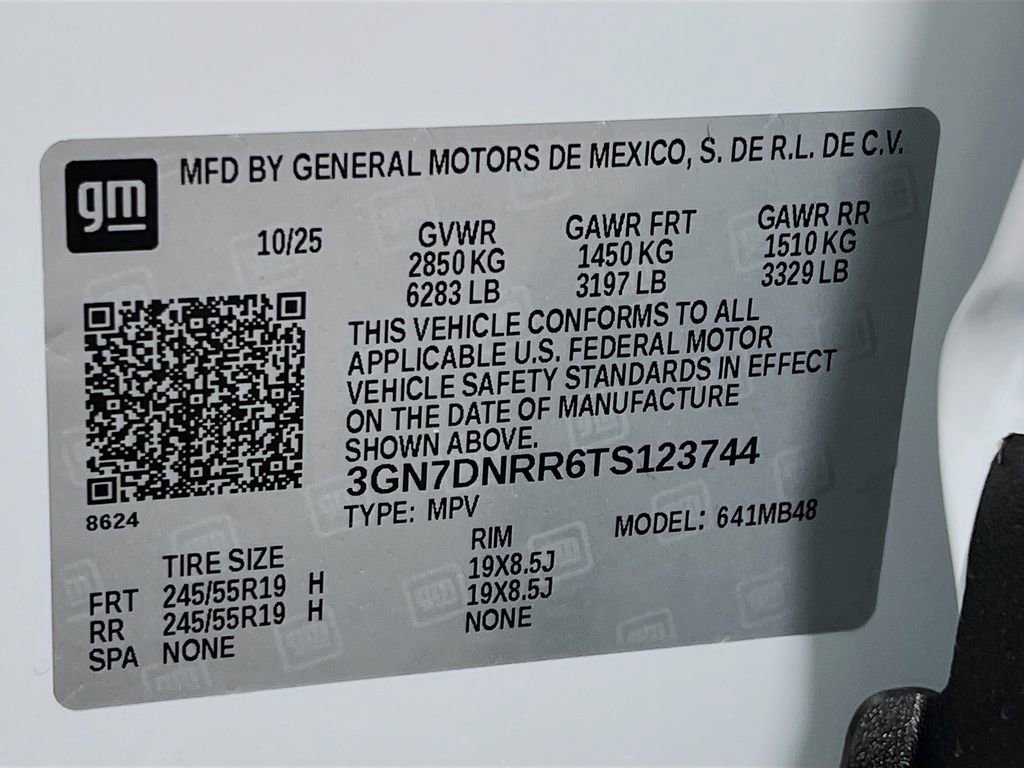 gm MFD BY GENERAL MOTORS DE MEXICO, S. DE R.L. DE C.V.
10/25 GVWR GAWR FRT GAWR RR
2850 KG 1450 KG 1510 KG
6283 LB 3197 LB 3329 LB
THIS VEHICLE CONFORMS TO ALL
APPLICABLE U.S. FEDERAL MOTOR
VEHICLE SAFETY STANDARDS IN EFFECT
ON THE DATE OF MANUFACTURE
SHOWN ABOVE.
3GN7DNRR6TS123744
8624
TYPE: MPV MODEL: 641MB48
TIRE SIZE RIM
FRT 245/55R19 H 19X8.5J
RR 245/55R19 H 19X8.5J
SPA NONE NONE